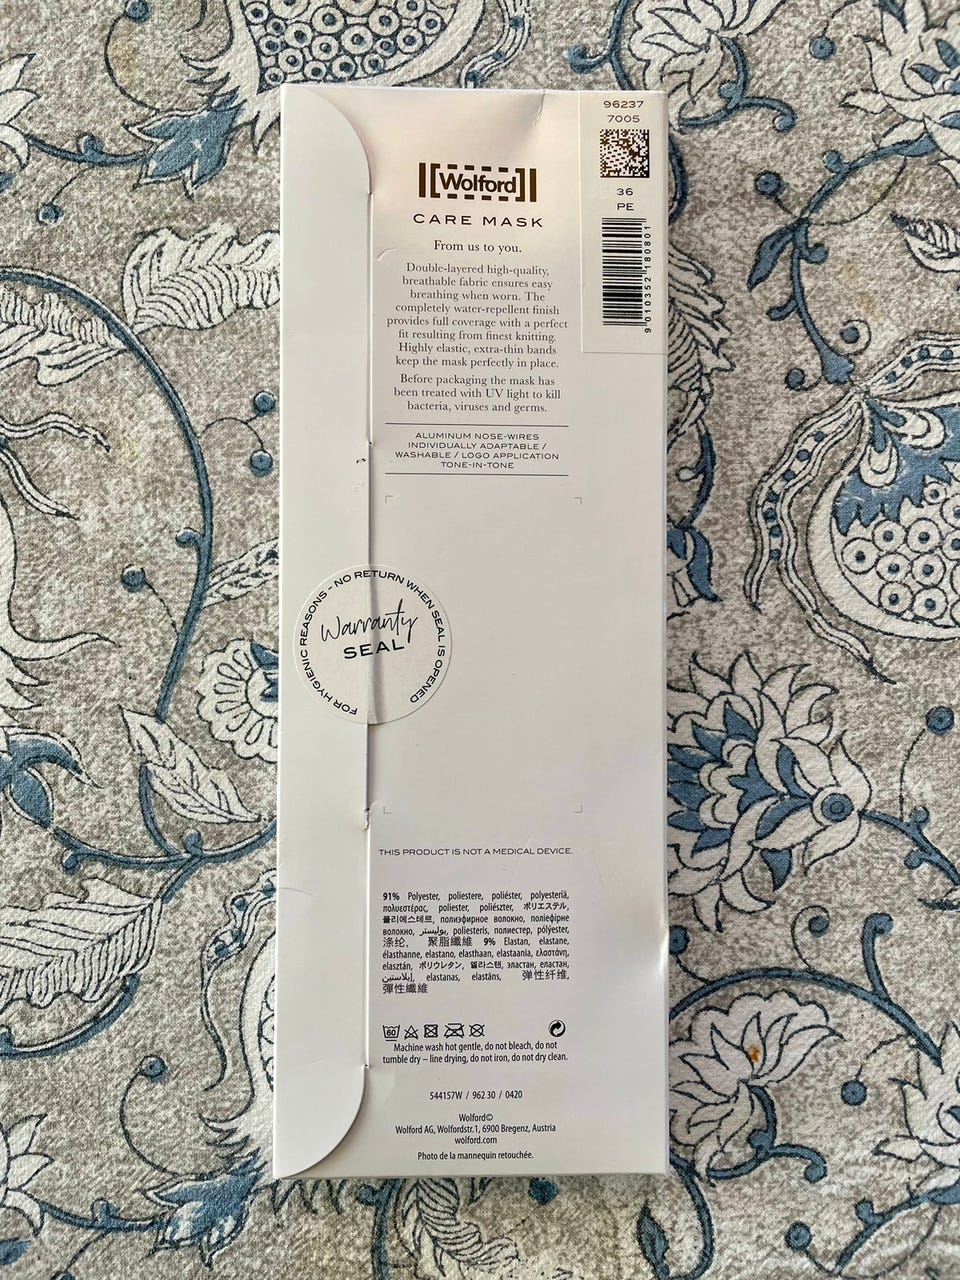 96237
7005
36
PE
9 010352 180801
Wolford
CARE MASK
From us to you.
Double-layered high-quality,
breathable fabric ensures easy
breathing when worn. The
completely water-repellent finish
provides full coverage with a perfect
fit resulting from finest knitting.
Highly elastic, extra-thin bands
keep the mask perfectly in place.
Before packaging the mask has
been treated with UV light to kill
bacteria, viruses and germs.
ALUMINUM NOSE-WIRES
INDIVIDUALLY ADAPTABLE /
WASHABLE / LOGO APPLICATION
TONE-IN-TONE
FOR HYGIENIC REASONS - NO RETURN WHEN SEAL IS OPENED
Warranty
SEAL
THIS PRODUCT IS NOT A MEDICAL DEVICE.
91% Polyester, poliestere, poliéster, polyesteriä,
πολυεστέρας, poliester, poliészter, ポリエステル,
폴리에스테르, полиэфирное волокно, поліефірне
волокно, بوليستر, poliesteris, полиестер, pólýester,
涤纶, 聚脂纖維 9% Elastan, elastane,
élasthanne, elastano, elasthaan, elastaania, ελαστάνη,
elasztán, ポリウレタン, 엘라스탄, эластан, еластан,
إيلاستين, elastanas, elastáns, 弹性纤维,
彈性纖維
60
Machine wash hot gentle, do not bleach, do not
tumble dry – line drying, do not iron, do not dry clean.
S44157W / 962 30 / 0420
Wolford©
Wolford AG, Wolfordstr.1, 6900 Bregenz, Austria
wolford.com
Photo de la mannequin retouchée.